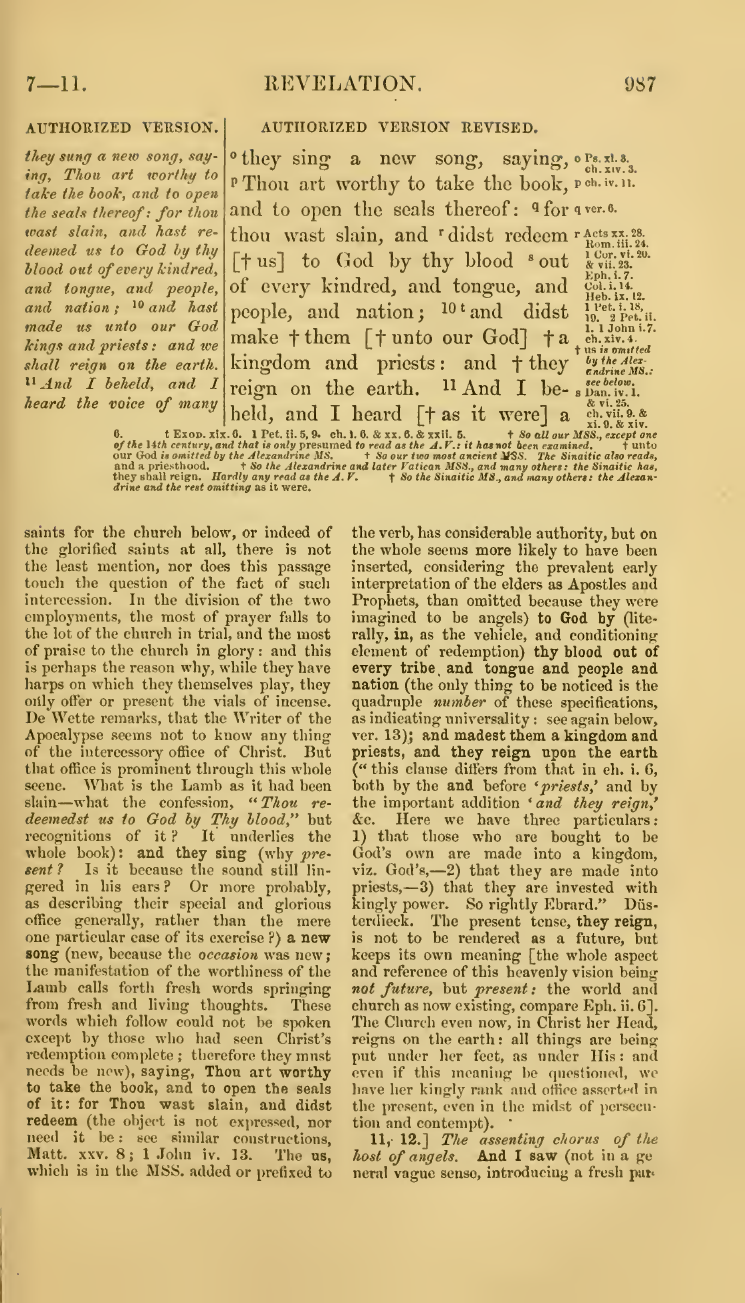 7—11.
REVELATION.
987
AUTHORIZED VERSION.
they sung a new song, say-
ing, Thou art worthy to
take the book, and to open
the seals thereof: for thou
wast slain, and hast re-
deemed us to God by thy
blood out of every kindred,
and tongue, and people,
and nation; 10 and hast
made us unto our God
kings and priests: and we
shall reign on the earth.
11 And I beheld, and I
heard the voice of many
AUTHORIZED VERSION REVISED.
o they sing a new song, saying,
p Thou art worthy to take the book,
and to open the seals thereof: q for
thou wast slain, and r didst redeem
[† us] to God by thy blood s out
of every kindred, and tongue, and
people, and nation; 10 t and didst
make † them [† unto our God] † a
kingdom and priests: and † they
reign on the earth. 11 And I be-
held, and I heard [† as it were] a
o Ps. xl. 3.
ch. xiv. 3.
p ch. iv. 11.
q ver. 6.
r Acts xx. 28.
Rom. iii. 24.
1 Cor. vi. 20.
& vii. 23.
Eph. i. 7.
Col. i. 14.
Heb. ix. 12.
1 Pet. i. 18,
19. 2 Pet. ii.
1. 1 John i. 7.
ch. xiv. 4.
† us is omitted
by the Alex-
andrine MS.:
see below.
s Dan. iv. 1.
& vi. 25.
ch. vii. 9. &
xi. 9. & xiv.
6. t Exod. xix. 6. 1 Pet. ii. 5, 9. ch. i. 6. & xx. 6. & xxii. 5. † So all our MSS., except one
of the 14th century, and that is only presumed to read as the A.V.: it has not been examined. † unto
our God is omitted by the Alexandrine MS. † So most ancient MSS. The Sinaitic also reads,
and a priesthood. † So the Alexandrine and later Vatican MSS., and many others: the Sinaitic has,
they shall reign. Hardly any read as the A. V. † So the Sinaitic MS., and many others: the Alexan-
drine and the rest omitting as it were.
saints for the church below, or indeed of
the glorified saints at all, there is not
the least mention, nor does this passage
touch the question of the fact of such
intercession. In the division of the two
employments, the most of prayer falls to
the lot of the church in trial, and the most
of praise to the church in glory: and this
is perhaps the reason why, while they have
harps on which they themselves play, they
only offer or present the vials of incense.
De Wette remarks, that the Writer of the
Apocalypse seems not to know any thing
of the intercessory office of Christ. But
that office is prominent through this whole
scene. What is the Lamb as it had been
slain—what the confession, "Thou re-
deemedst us to God by Thy blood," but
recognitions of it? It underlies the
whole book): and they sing (why pre-
sent? Is it because the sound still lin-
gered in his ears? Or more probably,
as describing their special and glorious
office generally, rather than the mere
one particular case of its exercise?) a new
song (new, because the occasion was new;
the manifestation of the worthiness of the
Lamb calls forth fresh words springing
from fresh and living thoughts. These
words which follow could not be spoken
except by those who had seen Christ's
redemption complete; therefore they must
needs be new), saying, Thou art worthy
to take the book, and to open the seals
of it: for Thou wast slain, and didst
redeem (the object is not expressed, nor
need it be: see similar constructions,
Matt. xxv. 8; 1 John iv. 13. The us,
which is in the MSS. added or prefixed to
the verb, has considerable authority, but on
the whole seems more likely to have been
inserted, considering the prevalent early
interpretation of the elders as Apostles and
Prophets, than omitted because they were
imagined to be angels) to God by (lite-
rally, in, as the vehicle, and conditioning
element of redemption) thy blood out of
every tribe and tongue and people and
nation (the only thing to be noticed is the
quadruple number of these specifications,
as indicating universality: see again below,
ver. 13); and madest them a kingdom and
priests, and they reign upon the earth
("this clause differs from that in ch. i. 6,
both by the and before 'priests,' and by
the important addition 'and they reign,'
&c. Here we have three particulars:
1) that those who are bought to be
God's own are made into a kingdom,
viz. God's,—2) that they are made into
priests,—3) that they are invested with
kingly power. So rightly Ebrard." Düs-
terdieck. The present tense, they reign,
is not to be rendered as a future, but
keeps its own meaning [the whole aspect
and reference of this heavenly vision being
not future, but present: the world and
church as now existing, compare Eph. ii. 6].
The Church even now, in Christ her Head,
reigns on the earth: all things are being
put under her feet, as under His: and
even if this meaning be questioned, we
have her kingly rank and office asserted in
the present, even in the midst of persecu-
tion and contempt).
11, 12.] The assenting chorus of the
host of angels. And I saw (not in a ge
neral vague sense, introducing a fresh par-